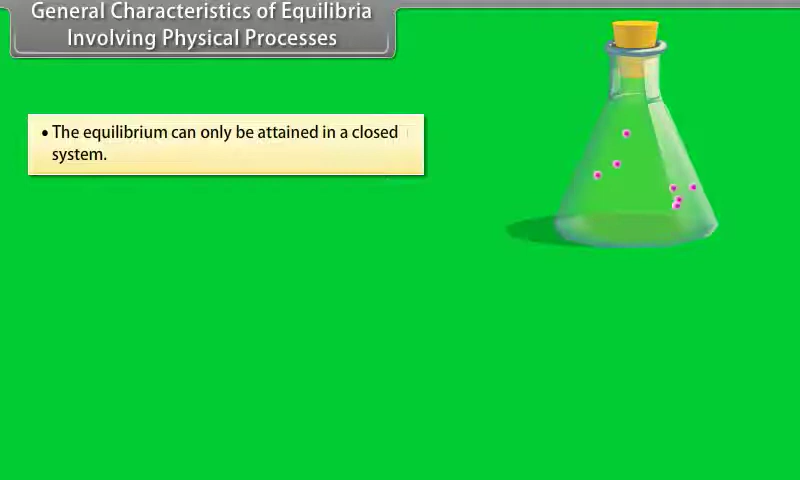 General Characteristics of Equilibria
Involving Physical Processes
• The equilibrium can only be attained in a closed
system.